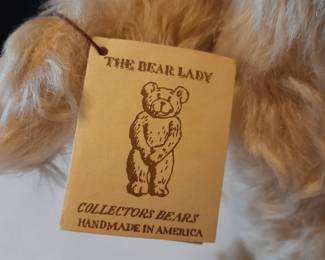 THE BEAR LADY
COLLECTORS BEARS
HANDMADE IN AMERICA